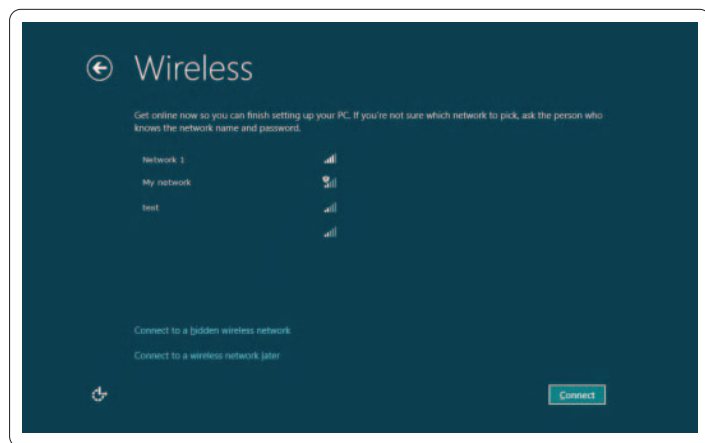 Wireless
Get online now so you can finish setting up your PC. If you're not sure which network to pick, ask the person who
knows the network name and password.
Network 1
My network
test
Connect to a hidden wireless network
Connect to a wireless network later
Connect